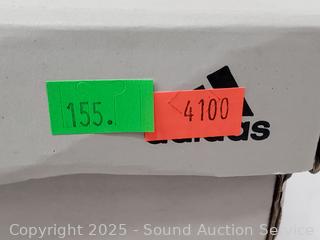 155.
4100
adidas
Copyright 2025 - Sound Auction Service